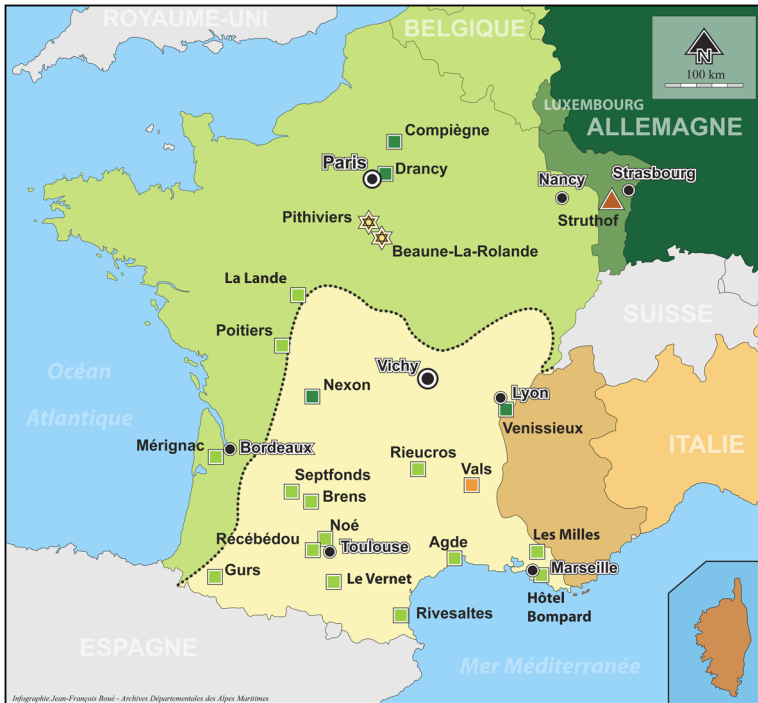 ROYAUME-UNI
BELGIQUE
N
100 km
LUXEMBOURG
ALLEMAGNE
Compiègne
Paris
Drancy
Nancy
Strasbourg
Struthof
Pithiviers
Beaune-La-Rolande
La Lande
SUISSE
Poitiers
Océan
Atlantique
Vichy
Nexon
Lyon
Venissieux
ITALIE
Mérignac
Bordeaux
Rieucros
Vals
Septfonds
Brens
Noé
Récébédou
Toulouse
Agde
Les Milles
Marseille
Gurs
Le Vernet
Hôtel
Bompard
Rivesaltes
ESPAGNE
Mer Méditerranée
Infographie Jean-François Boué - Archives Départementales des Alpes Maritimes